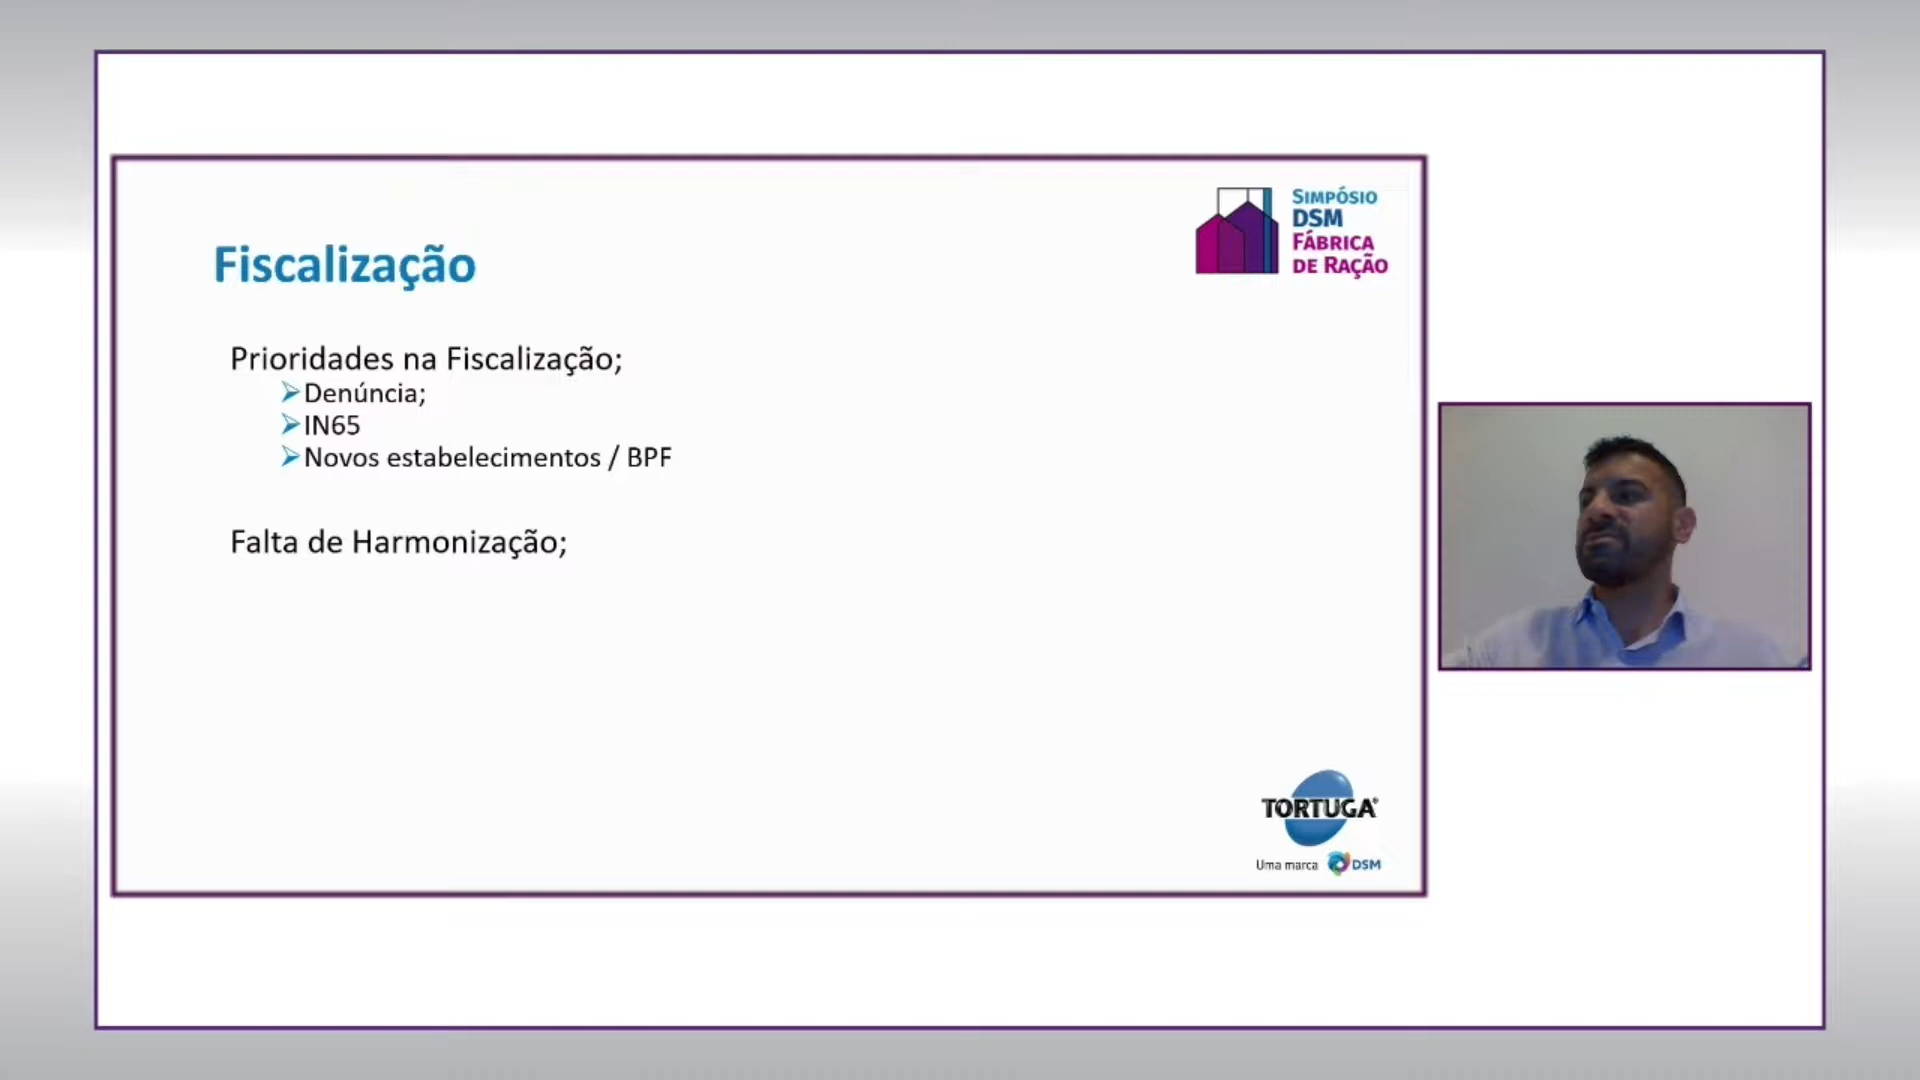 Fiscalização
SIMPÓSIO
DSM
FÁBRICA
DE RAÇÃO
Prioridades na Fiscalização;
Denúncia;
IN65
Novos estabelecimentos / BPF
Falta de Harmonização;
TORTUGA®
Uma marca DSM